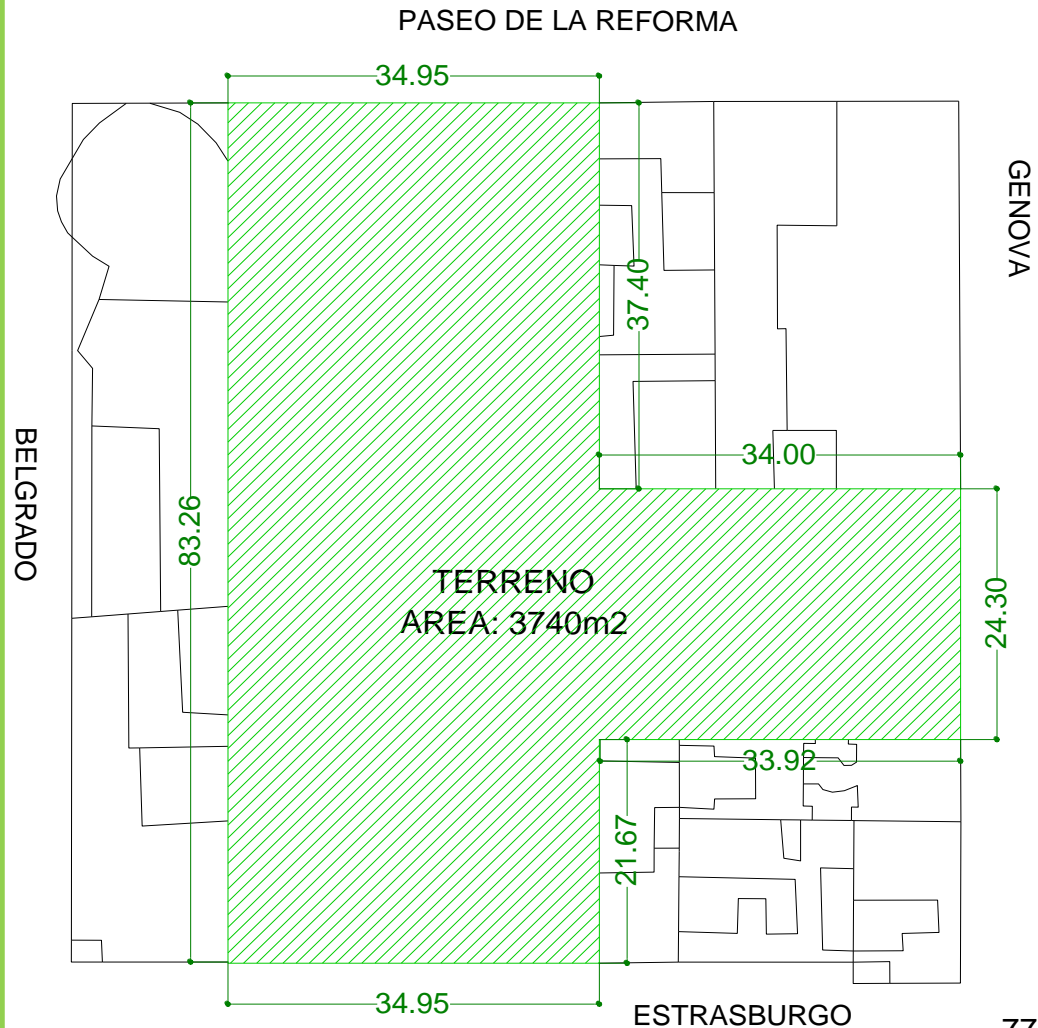 PASEO DE LA REFORMA
34.95
GENOVA
37.40
34.00
BELGRADO
83.26
TERRENO
AREA: 3740m2
24.30
33.92
21.67
34.95
ESTRASBURGO
77